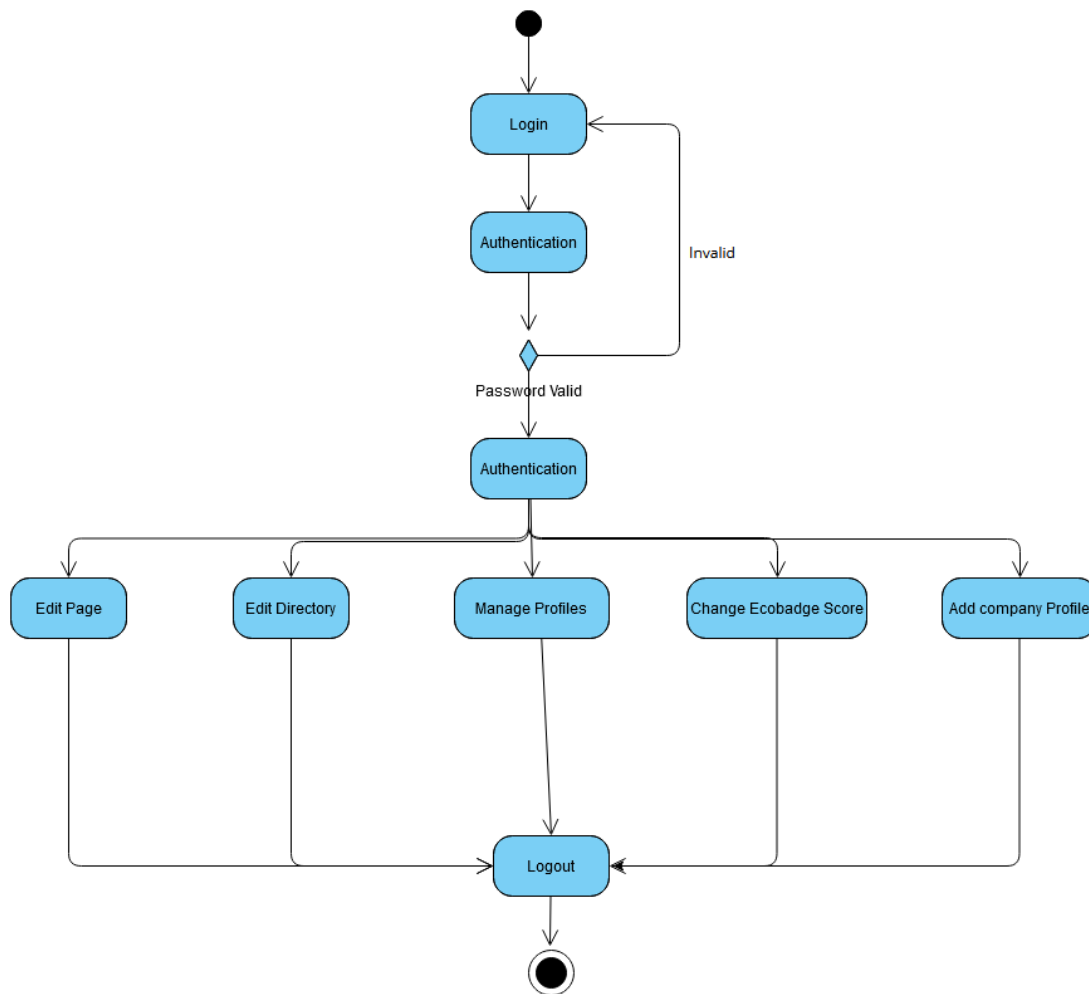 Login
Authentication
Invalid
Password Valid
Authentication
Edit Page
Edit Directory
Manage Profiles
Change Ecobadge Score
Add company Profile
Logout